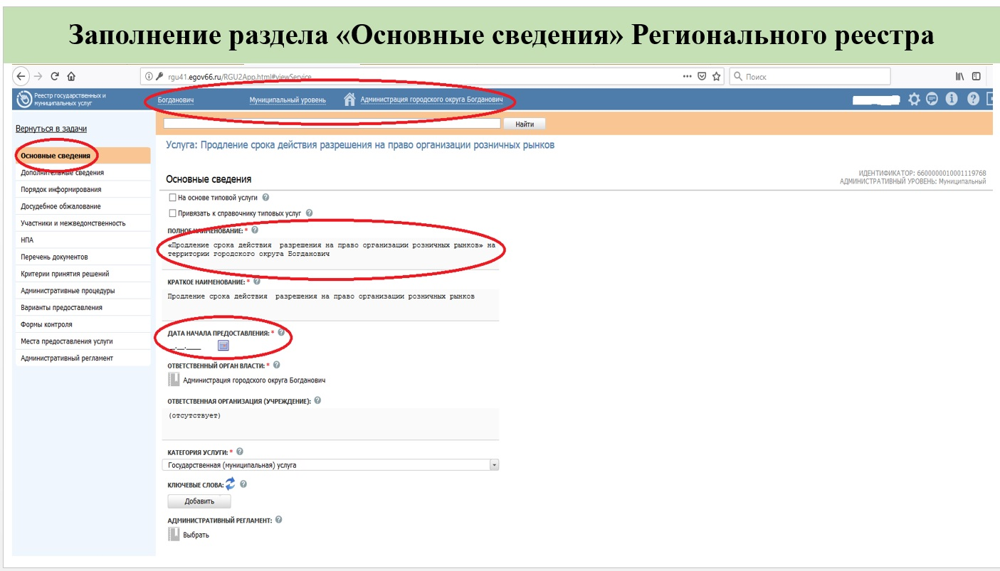 Заполнение раздела «Основные сведения» Регионального реестра
rgu41.egov66.ru/RGU2App.html#viewService
Поиск
Реестр государственных и
муниципальных услуг
Богданович
Муниципальный уровень
Администрация городского округа Богданович
Вернуться в задачи
Найти
Основные сведения
Дополнительные сведения
Порядок информирования
Досудебное обжалование
Участники и межведомственность
НПА
Перечень документов
Критерии принятия решений
Административные процедуры
Варианты предоставления
Формы контроля
Места предоставления услуги
Административный регламент
Услуга: Продление срока действия разрешения на право организации розничных рынков
Основные сведения
ИДЕНТИФИКАТОР: 6600000010001119768
АДМИНИСТРАТИВНЫЙ УРОВЕНЬ: Муниципальный
На основе типовой услуги
Привязать к справочнику типовых услуг
ПОЛНОЕ НАИМЕНОВАНИЕ: *
«Продление срока действия  разрешения на право организации розничных рынков» на
территории городского округа Богданович
КРАТКОЕ НАИМЕНОВАНИЕ: *
Продление срока действия  разрешения на право организации розничных рынков
ДАТА НАЧАЛА ПРЕДОСТАВЛЕНИЯ: *
__.__.____
ОТВЕТСТВЕННЫЙ ОРГАН ВЛАСТИ: *
Администрация городского округа Богданович
ОТВЕТСТВЕННАЯ ОРГАНИЗАЦИЯ (УЧРЕЖДЕНИЕ):
(отсутствует)
КАТЕГОРИЯ УСЛУГИ: *
Государственная (муниципальная) услуга
КЛЮЧЕВЫЕ СЛОВА:
Добавить
АДМИНИСТРАТИВНЫЙ РЕГЛАМЕНТ:
Выбрать